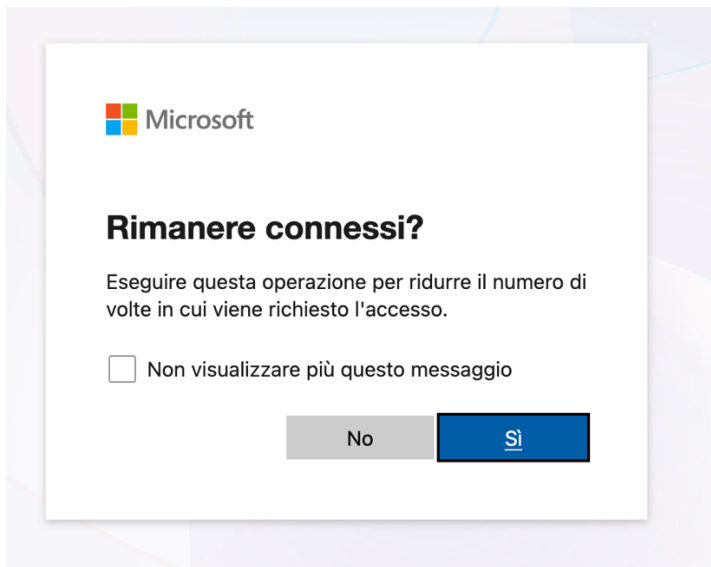 Microsoft
Rimanere connessi?
Eseguire questa operazione per ridurre il numero di
volte in cui viene richiesto l'accesso.
Non visualizzare più questo messaggio
No
Sì